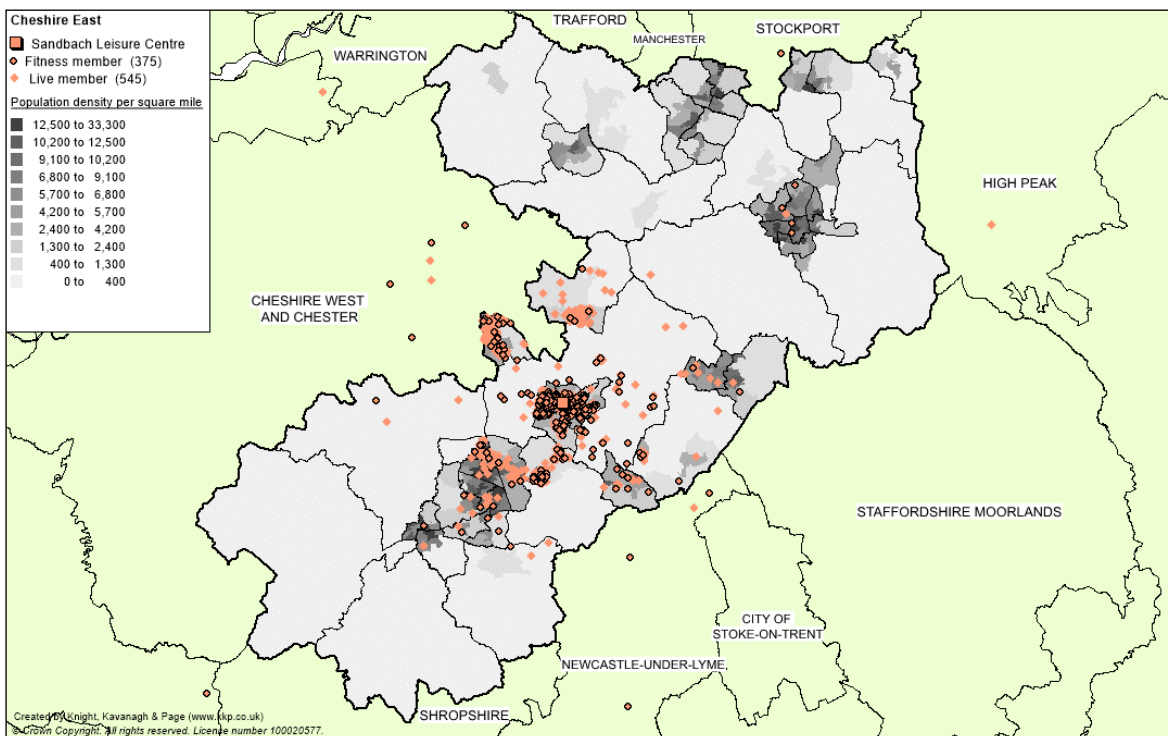 Cheshire East
Sandbach Leisure Centre
Fitness member (375)
Live member (545)
Population density per square mile
12,500 to 33,300
10,200 to 12,500
9,100 to 10,200
6,800 to 9,100
5,700 to 6,800
4,200 to 5,700
2,400 to 4,200
1,300 to 2,400
400 to 1,300
0 to 400
TRAFFORD
MANCHESTER
STOCKPORT
WARRINGTON
HIGH PEAK
CHESHIRE WEST
AND CHESTER
STAFFORDSHIRE MOORLANDS
CITY OF
STOKE-ON-TRENT
NEWCASTLE-UNDER-LYME
SHROPSHIRE
Created by Knight, Kavanagh & Page (www.kkp.co.uk)
© Crown Copyright. All rights reserved. Licence number 100020577.